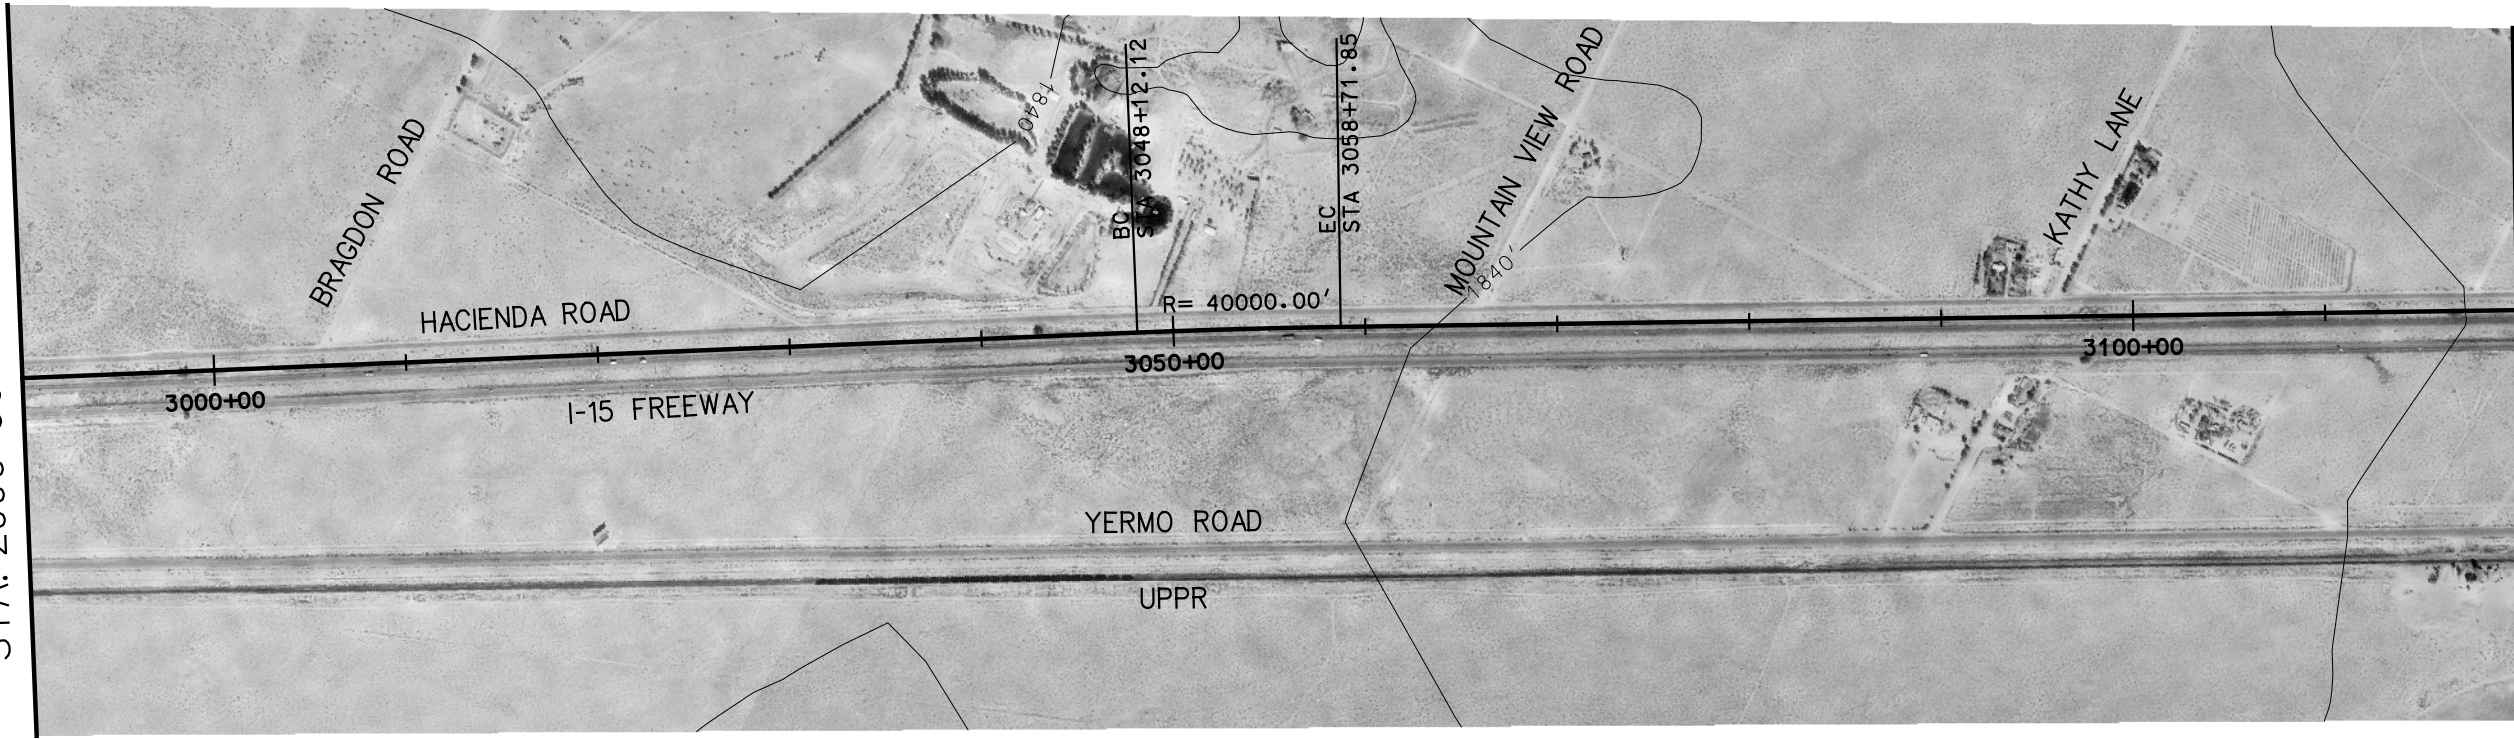 BRAGDON ROAD
HACIENDA ROAD
1840
BC
STA 3048+12.12
EC
STA 3058+71.85
R= 40000.00'
MOUNTAIN VIEW ROAD
1840'
KATHY LANE
3000+00
3050+00
3100+00
I-15 FREEWAY
YERMO ROAD
UPPR